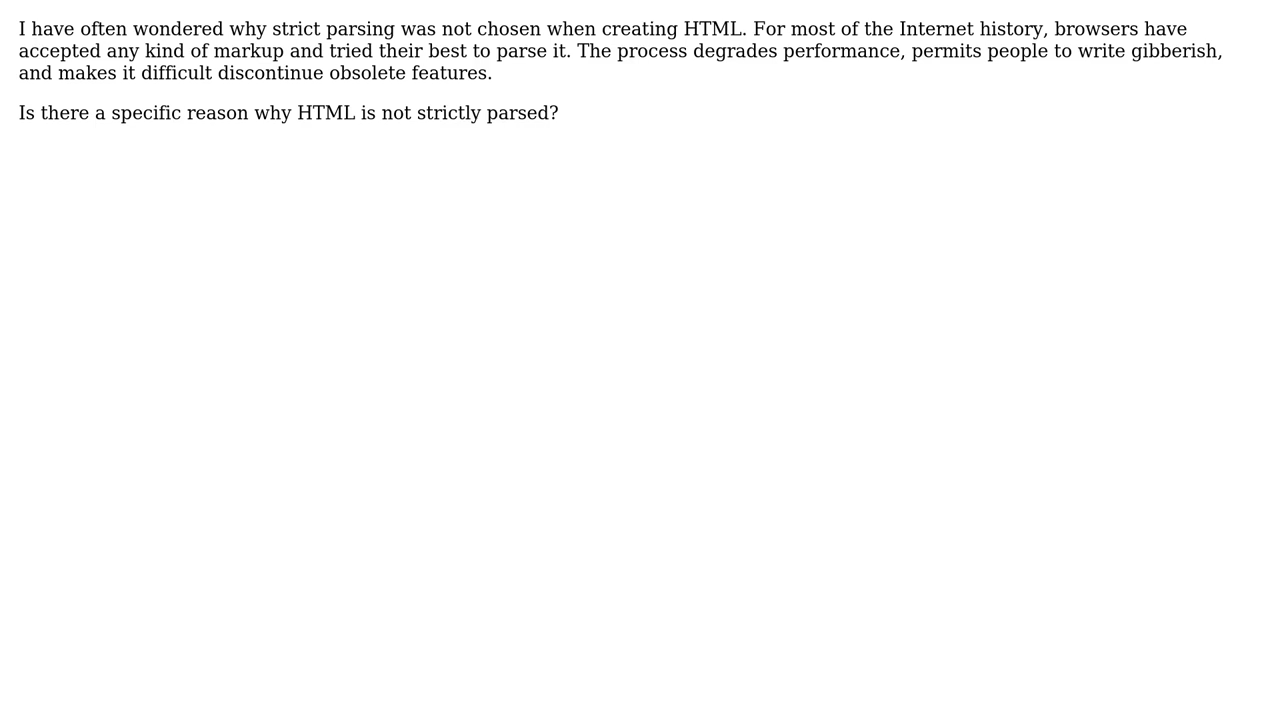 I have often wondered why strict parsing was not chosen when creating HTML. For most of the Internet history, browsers have
accepted any kind of markup and tried their best to parse it. The process degrades performance, permits people to write gibberish,
and makes it difficult discontinue obsolete features.
Is there a specific reason why HTML is not strictly parsed?